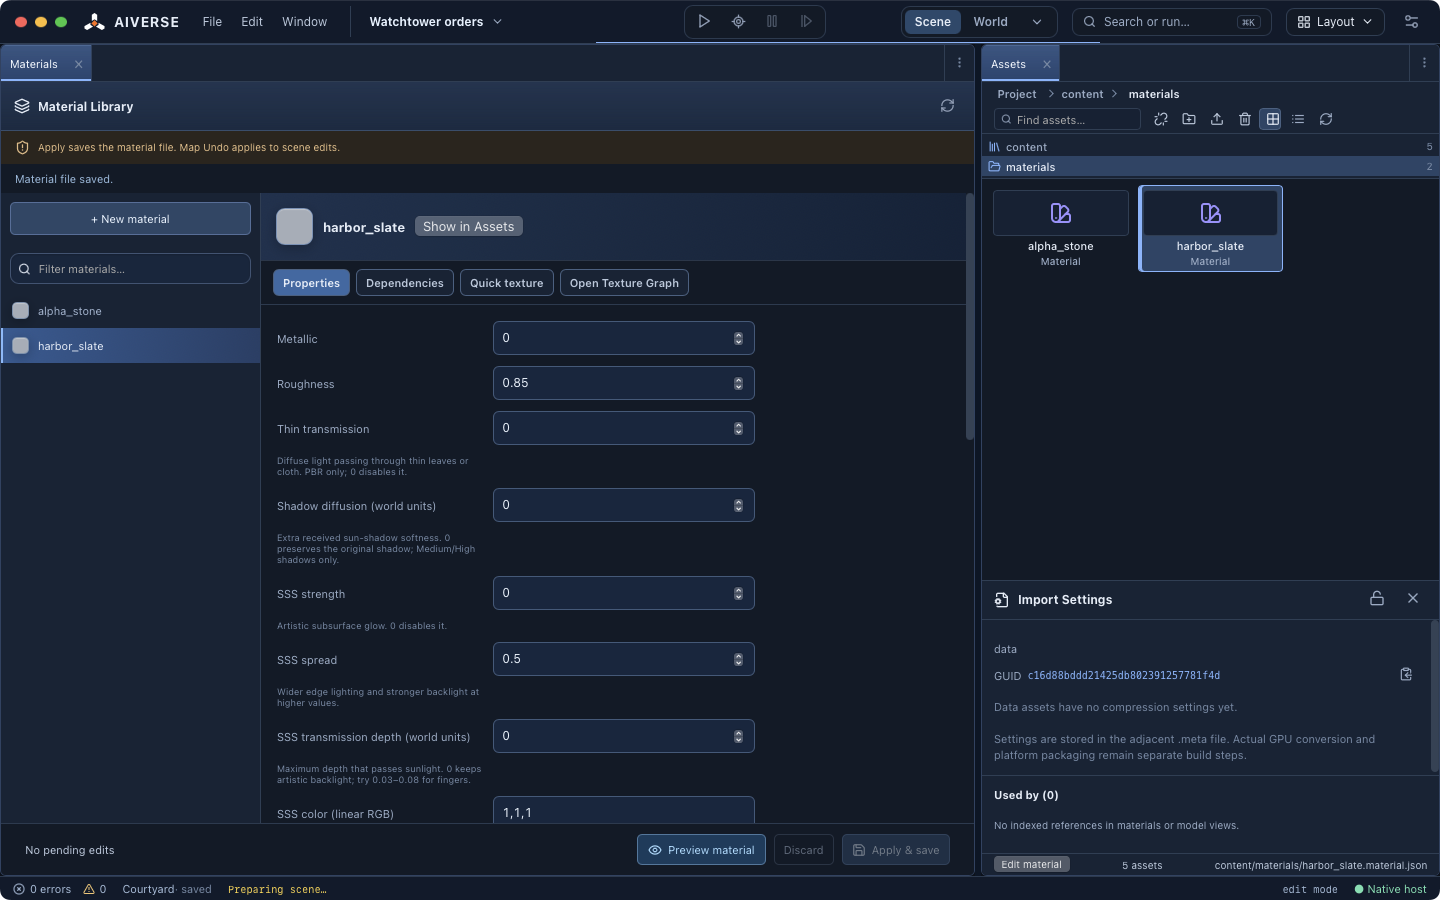 AIVERSE File Edit Window Watchtower orders Scene World Search or run... ⌘K Layout
Materials
Material Library
Apply saves the material file. Map Undo applies to scene edits.
Material file saved.
+ New material
Filter materials...
alpha_stone
harbor_slate
harbor_slate Show in Assets
Properties Dependencies Quick texture Open Texture Graph
Metallic 0
Roughness 0.85
Thin transmission 0
Diffuse light passing through thin leaves or
cloth. PBR only; 0 disables it.
Shadow diffusion (world units) 0
Extra received sun-shadow softness. 0
preserves the original shadow; Medium/High
shadows only.
SSS strength 0
Artistic subsurface glow. 0 disables it.
SSS spread 0.5
Wider edge lighting and stronger backlight at
higher values.
SSS transmission depth (world units) 0
Maximum depth that passes sunlight. 0 keeps
artistic backlight; try 0.03–0.08 for fingers.
SSS color (linear RGB) 1,1,1
No pending edits Preview material Discard Apply & save
Assets
Project content materials
Find assets...
content 5
materials 2
alpha_stone
Material
harbor_slate
Material
Import Settings
data
GUID c16d88bddd21425db802391257781f4d
Data assets have no compression settings yet.
Settings are stored in the adjacent .meta file. Actual GPU conversion and
platform packaging remain separate build steps.
Used by (0)
No indexed references in materials or model views.
Edit material 5 assets content/materials/harbor_slate.material.json
0 errors 0 Courtyard · saved Preparing scene… edit mode Native host